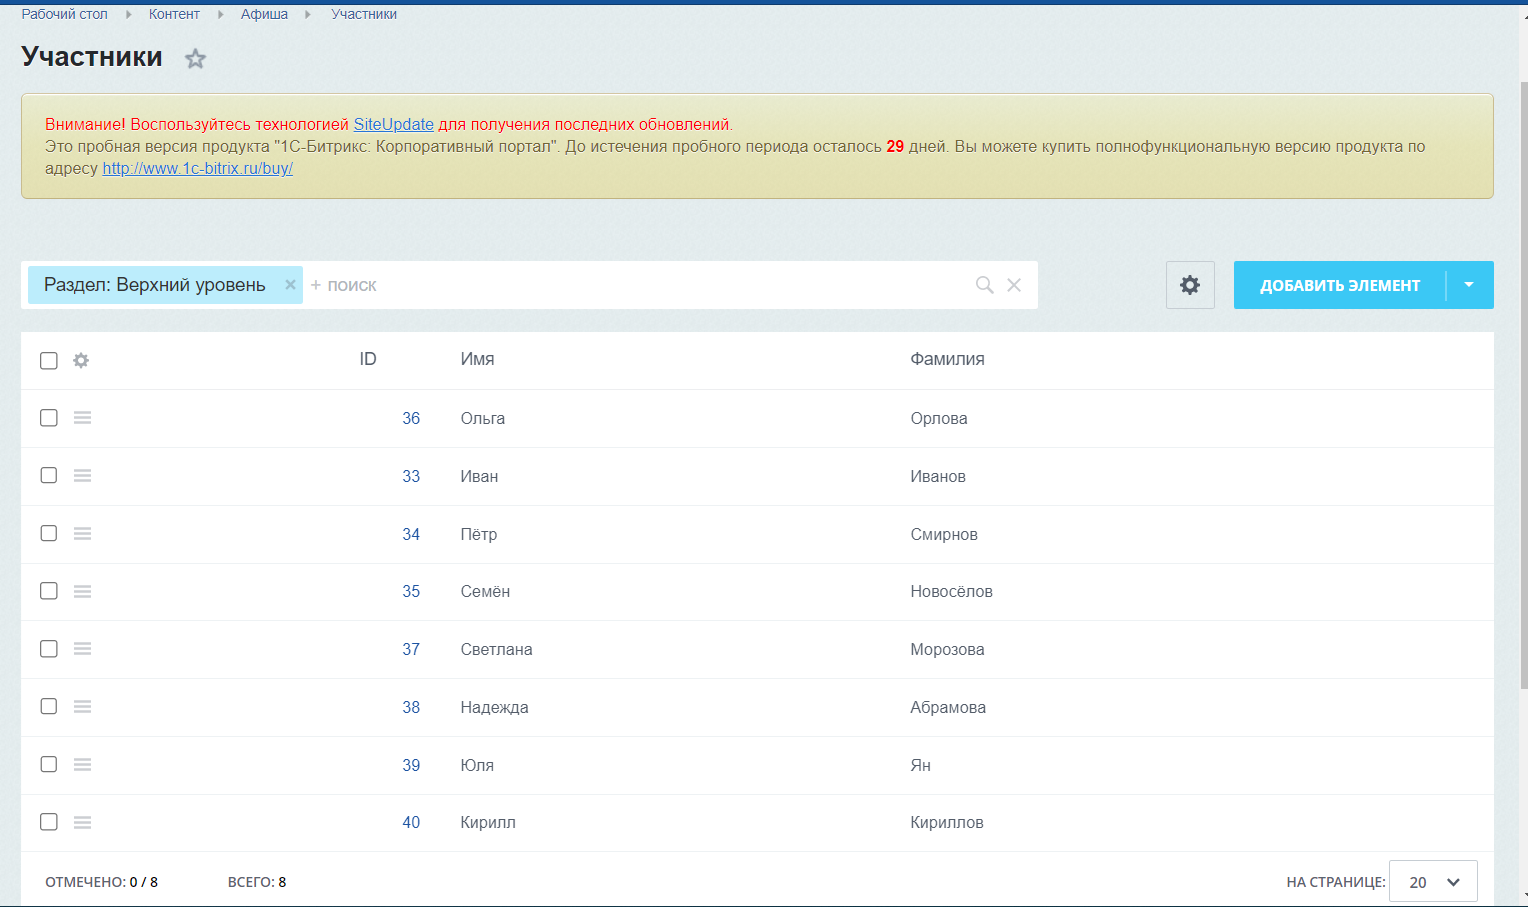 Рабочий стол Контент Афиша Участники
Участники
Внимание! Воспользуйтесь технологией SiteUpdate для получения последних обновлений.
Это пробная версия продукта "1С-Битрикс: Корпоративный портал". До истечения пробного периода осталось 29 дней. Вы можете купить полнофункциональную версию продукта по
адресу http://www.1c-bitrix.ru/buy/
Раздел: Верхний уровень × + поиск ДОБАВИТЬ ЭЛЕМЕНТ
ID Имя Фамилия
36 Ольга Орлова
33 Иван Иванов
34 Пётр Смирнов
35 Семён Новосёлов
37 Светлана Морозова
38 Надежда Абрамова
39 Юля Ян
40 Кирилл Кириллов
ОТМЕЧЕНО: 0 / 8 ВСЕГО: 8 НА СТРАНИЦЕ: 20